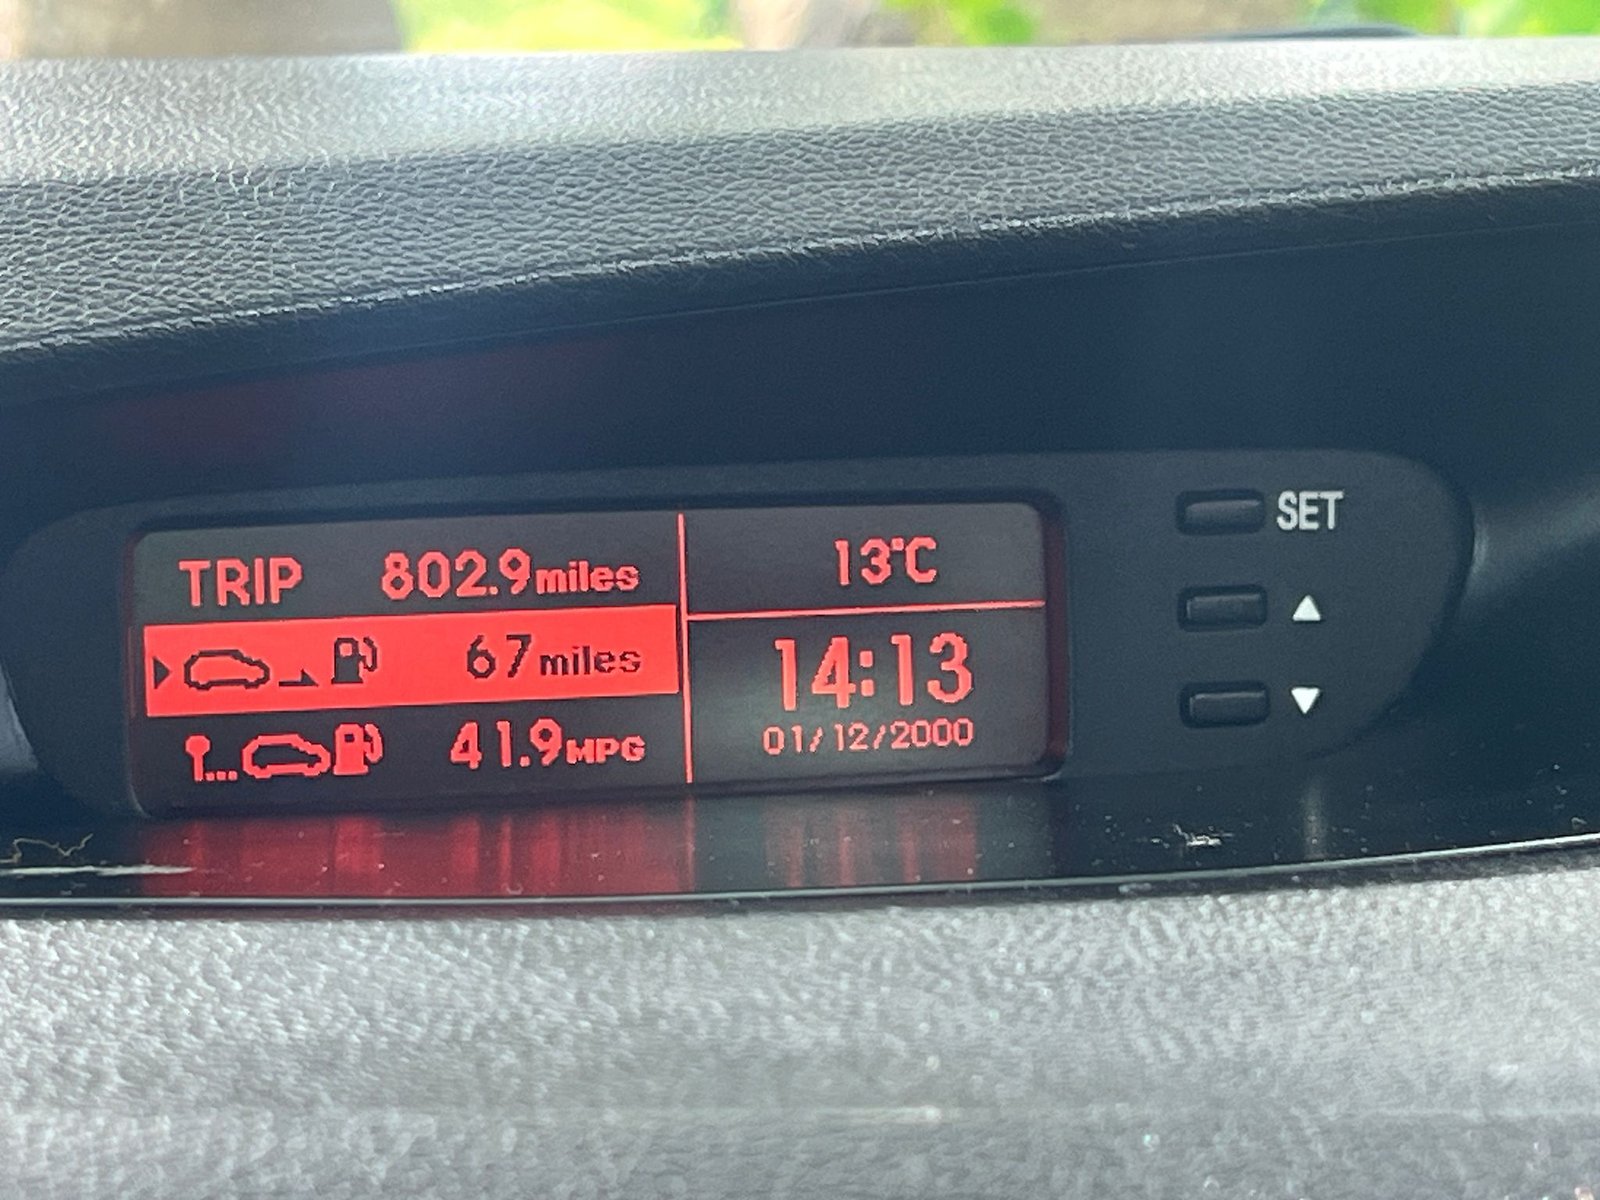 TRIP 802.9miles
67miles
41.9MPG
13°C
14:13
01/12/2000
SET